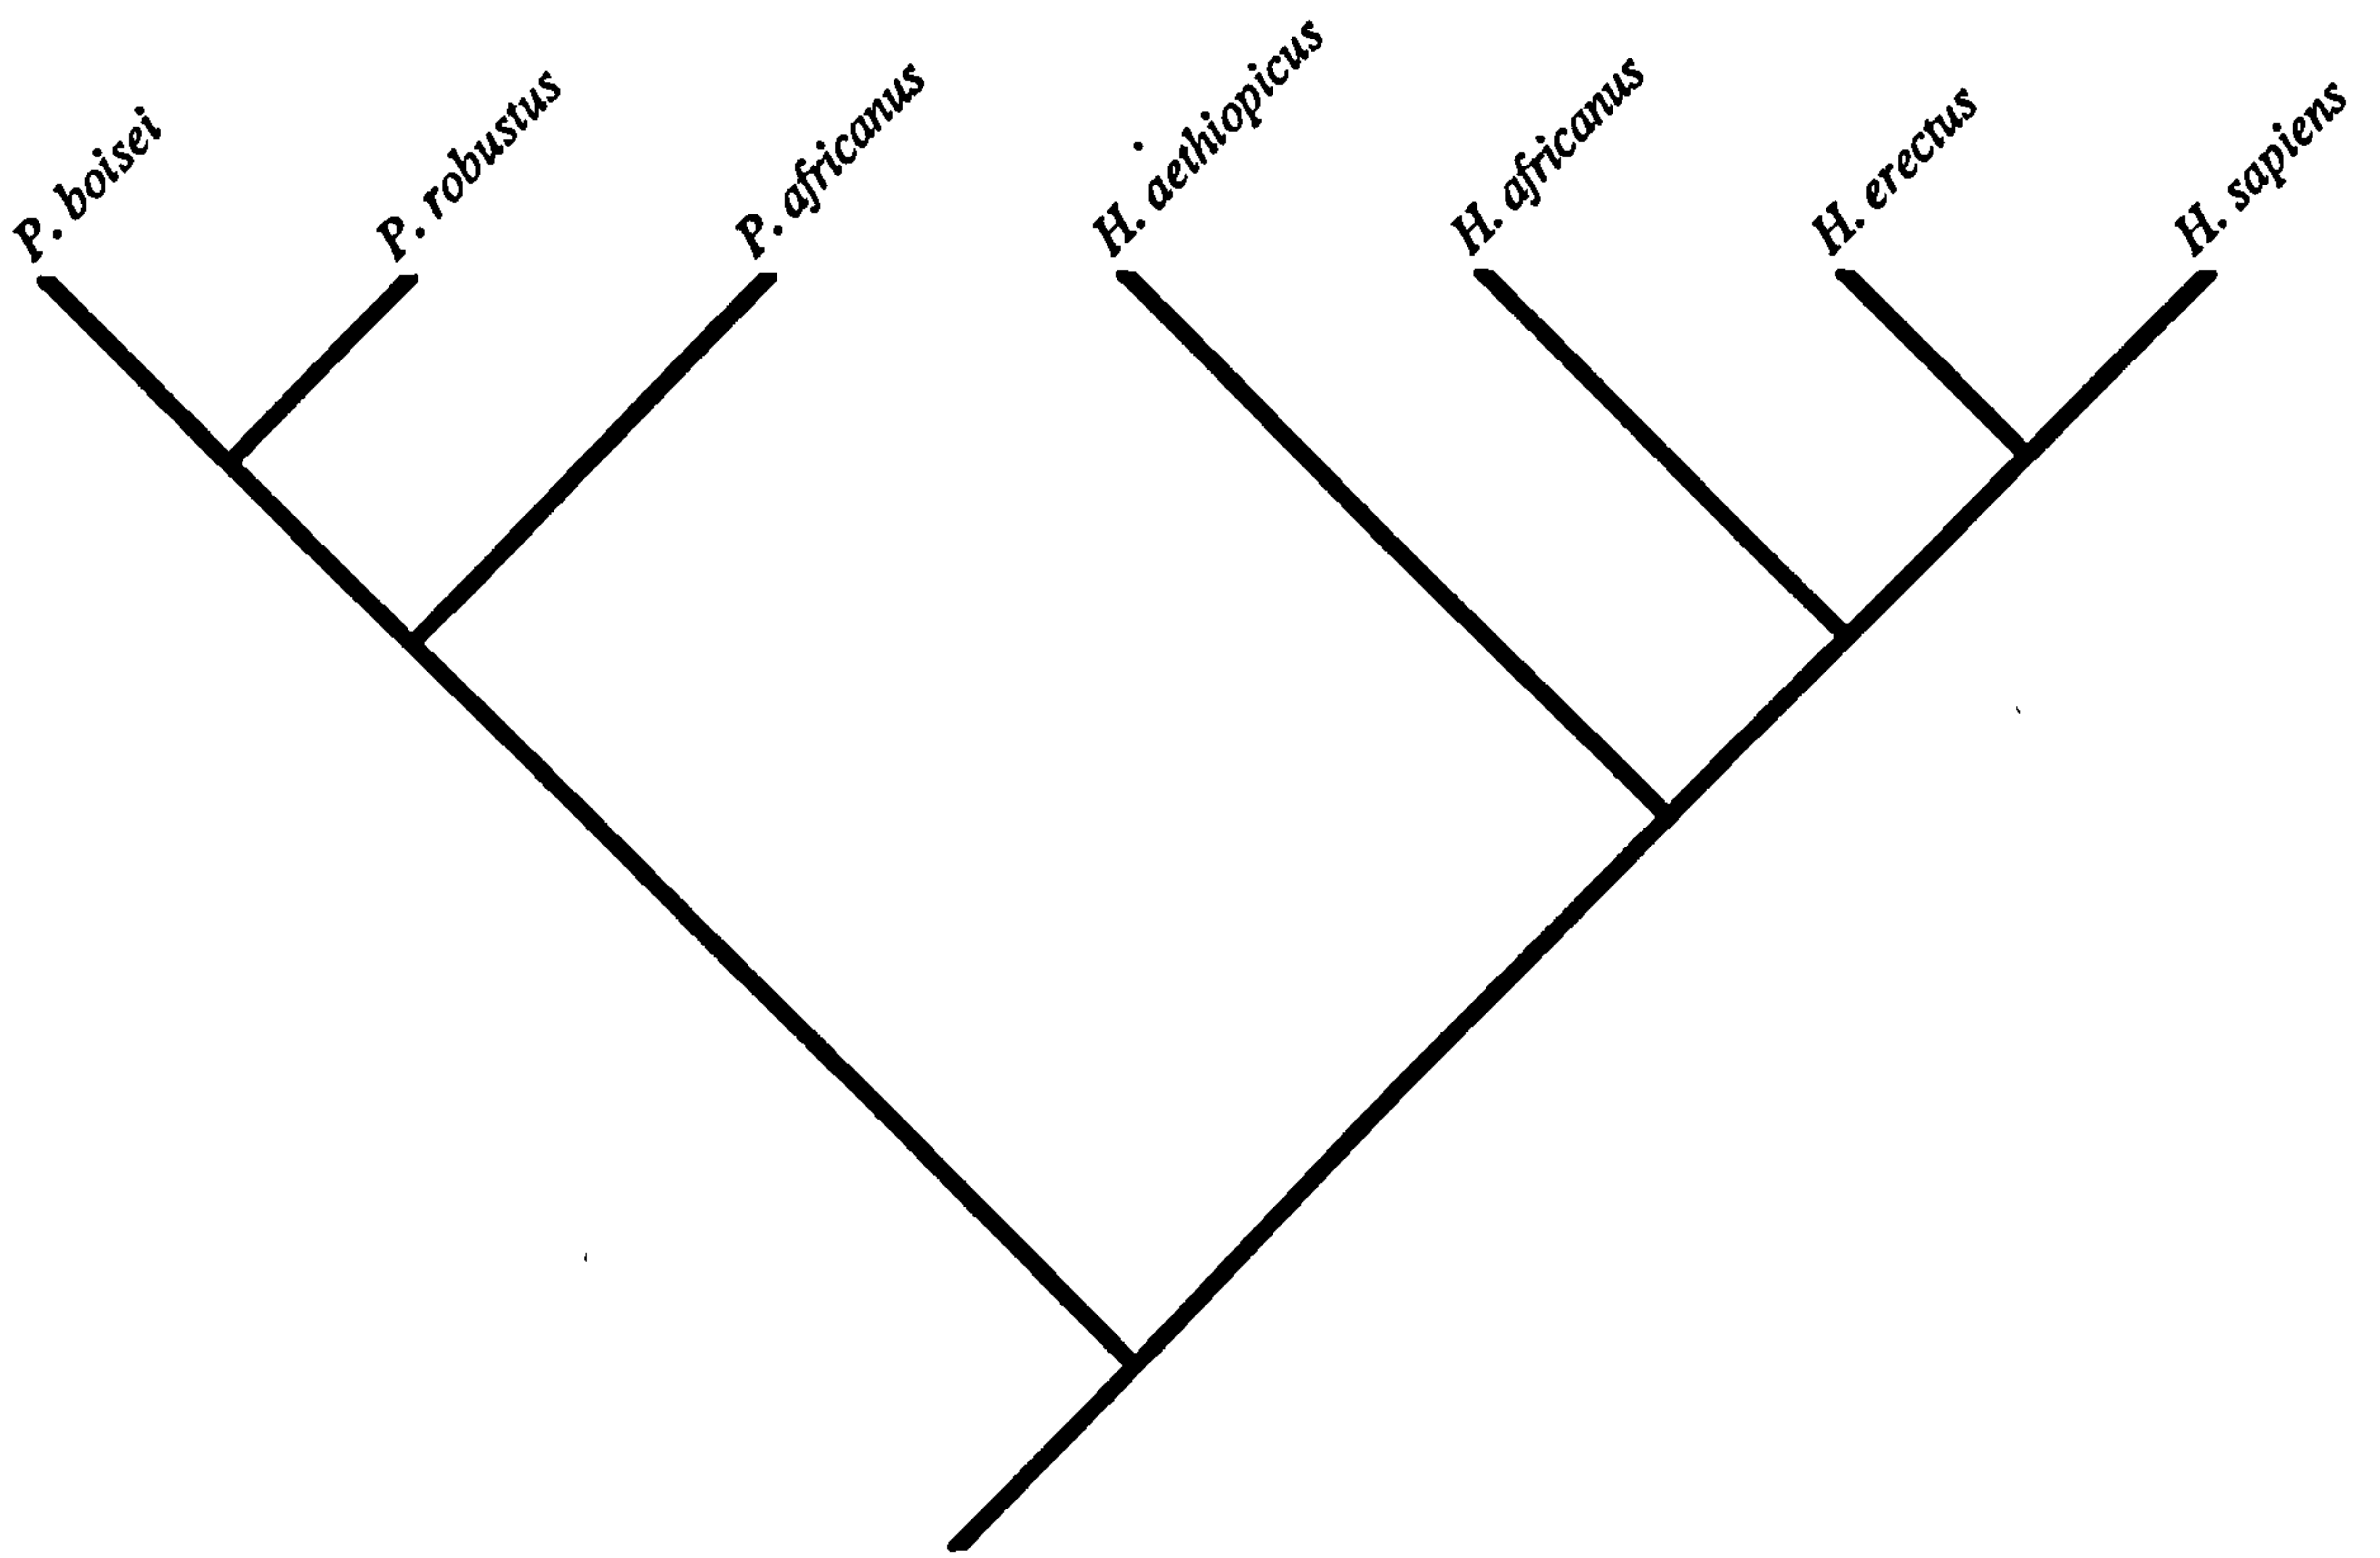 P. boisei
P. robustus
P. africanus
H. aethiopicus
H. africanus
H. erectus
H. sapiens